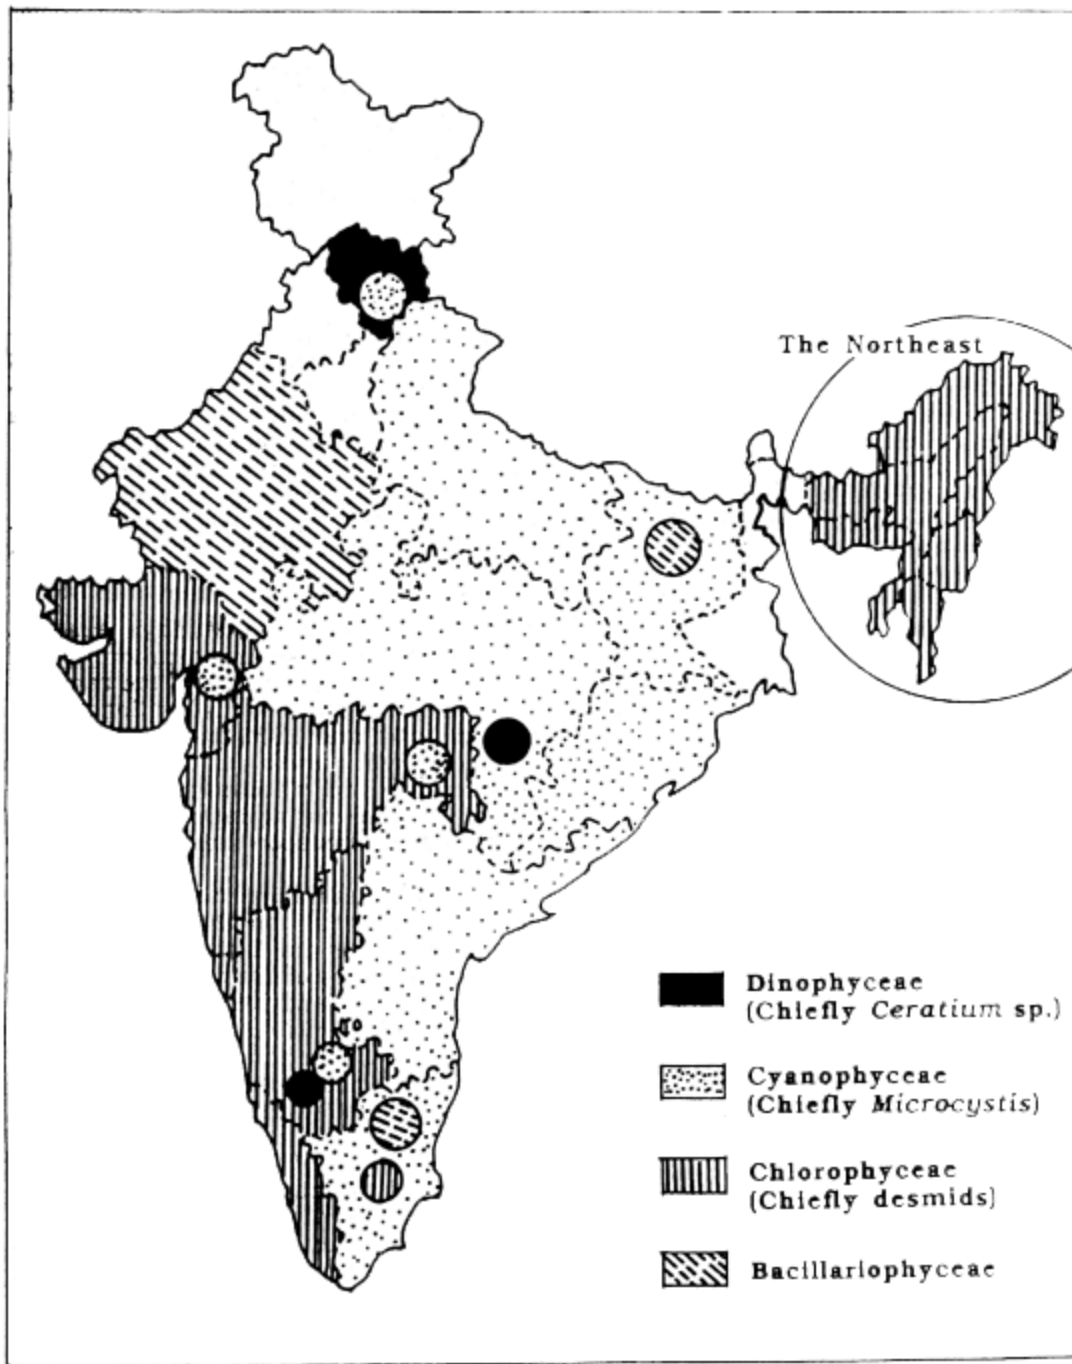 The Northeast
Dinophyceae
(Chiefly Ceratium sp.)
Cyanophyceae
(Chiefly Microcystis)
Chlorophyceae
(Chiefly desmids)
Bacillariophyceae